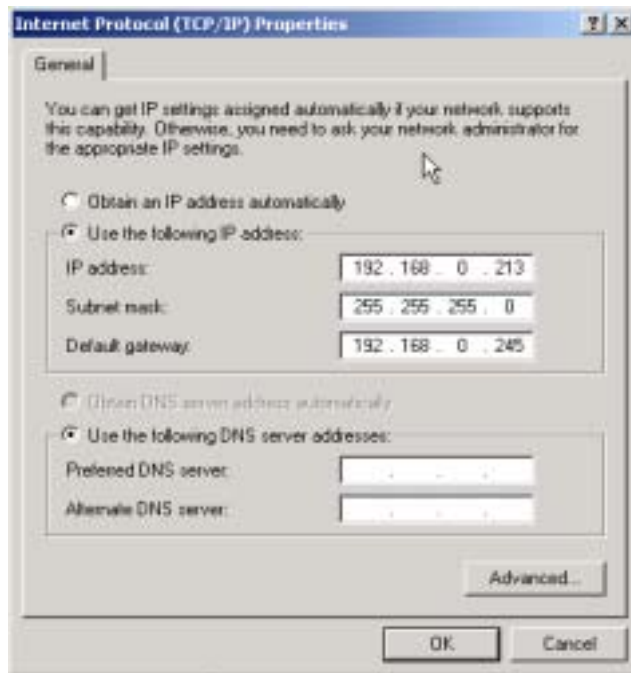 Internet Protocol (TCP/IP) Properties
General
You can get IP settings assigned automatically if your network supports
this capability. Otherwise, you need to ask your network administrator for
the appropriate IP settings.
Obtain an IP address automatically
Use the following IP address:
IP address: 192 . 168 . 0 . 213
Subnet mask: 255 . 255 . 255 . 0
Default gateway: 192 . 168 . 0 . 245
Obtain DNS server address automatically
Use the following DNS server addresses:
Preferred DNS server: . . .
Alternate DNS server: . . .
Advanced...
OK Cancel